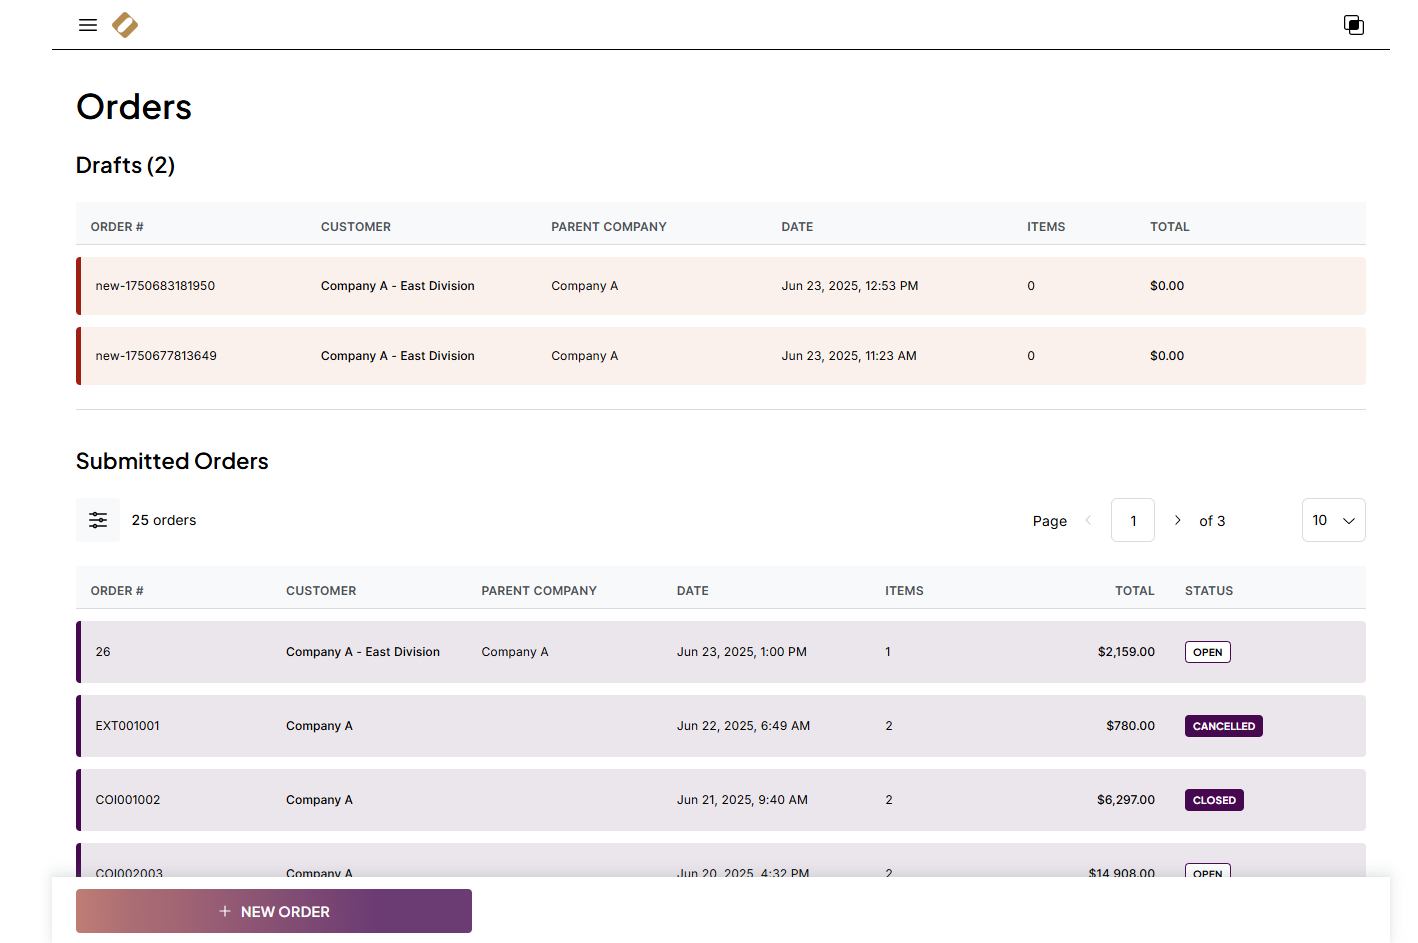 Orders
Drafts (2)
ORDER # CUSTOMER PARENT COMPANY DATE ITEMS TOTAL
new-1750683181950 Company A - East Division Company A Jun 23, 2025, 12:53 PM 0 $0.00
new-1750677813649 Company A - East Division Company A Jun 23, 2025, 11:23 AM 0 $0.00
Submitted Orders
25 orders Page 1 of 3 10
ORDER # CUSTOMER PARENT COMPANY DATE ITEMS TOTAL STATUS
26 Company A - East Division Company A Jun 23, 2025, 1:00 PM 1 $2,159.00 OPEN
EXT001001 Company A Jun 22, 2025, 6:49 AM 2 $780.00 CANCELLED
COI001002 Company A Jun 21, 2025, 9:40 AM 2 $6,297.00 CLOSED
COI002003 Company A Jun 20, 2025, 4:32 PM 2 $14,908.00 OPEN
+ NEW ORDER